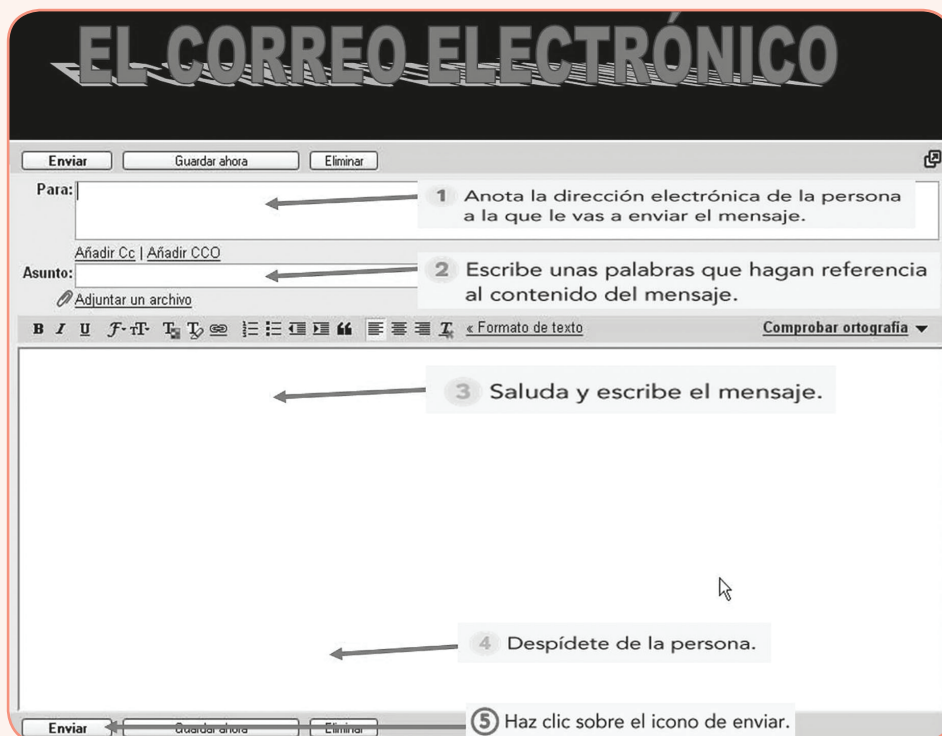 EL CORREO ELECTRÓNICO
Enviar Guardar ahora Eliminar
Para:
1 Anota la dirección electrónica de la persona
a la que le vas a enviar el mensaje.
Añadir Cc | Añadir CCO
Asunto:
2 Escribe unas palabras que hagan referencia
al contenido del mensaje.
Adjuntar un archivo
B I U « Formato de texto Comprobar ortografía
3 Saluda y escribe el mensaje.
4 Despídete de la persona.
Enviar Guardar ahora Eliminar
5 Haz clic sobre el icono de enviar.